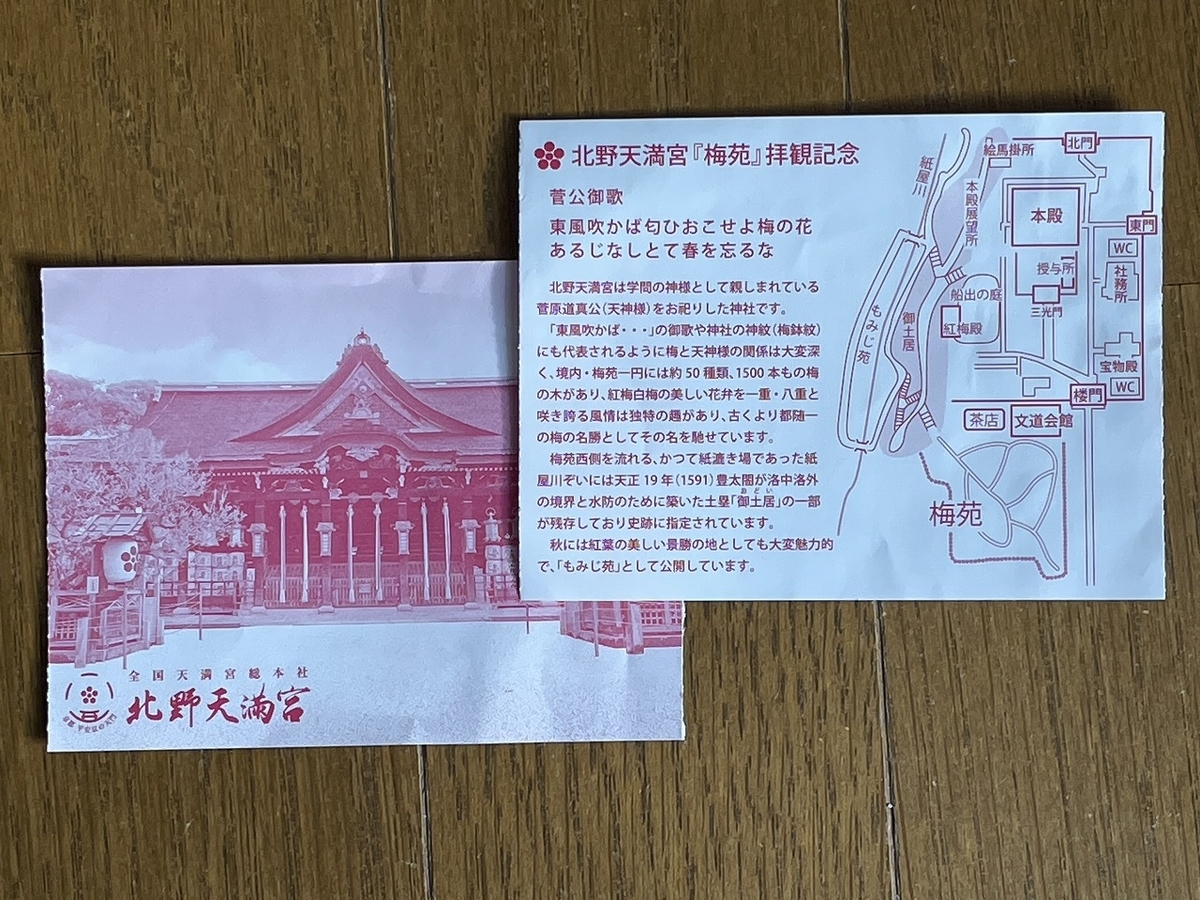 北野天満宮『梅苑』拝観記念
菅公御歌
東風吹かば匂ひおこせよ梅の花
あるじなしとて春を忘るな
北野天満宮は学問の神様として親しまれている
菅原道真公(天神様)をお祀りした神社です。
「東風吹かば・・・」の御歌や神社の神紋(梅鉢紋)
にも代表されるように梅と天神様の関係は大変深
く、境内・梅苑一円には約50種類、1500本もの梅
の木があり、紅梅白梅の美しい花弁を一重・八重と
咲き誇る風情は独特の趣があり、古くより都随一
の梅の名勝としてその名を馳せています。
梅苑西側を流れる、かつて紙漉き場であった紙
屋川ぞいには天正19年(1591)豊太閤が洛中洛外
の境界と水防のために築いた土塁「御土居」の一部
おどい
が残存しており史跡に指定されています。
秋には紅葉の美しい景勝の地としても大変魅力的
で、「もみじ苑」として公開しています。
紙屋川
絵馬掛所
北門
本殿展望所
本殿
東門
WC
授与所
社務所
船出の庭
三光門
もみじ苑
御土居
紅梅殿
宝物殿
WC
楼門
茶店
文道会館
梅苑
全国天満宮総本社
北野天満宮